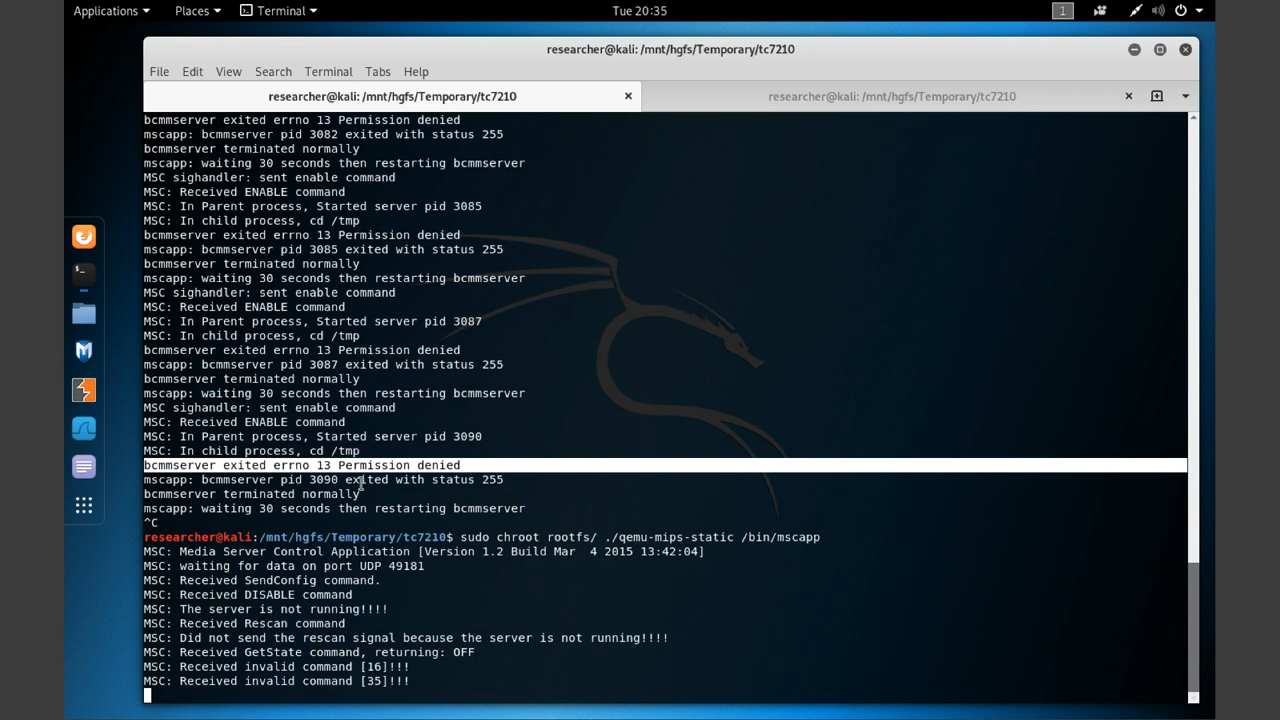 Applications Places Terminal Tue 20:35 1
researcher@kali: /mnt/hgfs/Temporary/tc7210
File Edit View Search Terminal Tabs Help
researcher@kali: /mnt/hgfs/Temporary/tc7210 researcher@kali: /mnt/hgfs/Temporary/tc7210
bcmmserver exited errno 13 Permission denied
mscapp: bcmmserver pid 3082 exited with status 255
bcmmserver terminated normally
mscapp: waiting 30 seconds then restarting bcmmserver
MSC sighandler: sent enable command
MSC: Received ENABLE command
MSC: In Parent process, Started server pid 3085
MSC: In child process, cd /tmp
bcmmserver exited errno 13 Permission denied
mscapp: bcmmserver pid 3085 exited with status 255
bcmmserver terminated normally
mscapp: waiting 30 seconds then restarting bcmmserver
MSC sighandler: sent enable command
MSC: Received ENABLE command
MSC: In Parent process, Started server pid 3087
MSC: In child process, cd /tmp
bcmmserver exited errno 13 Permission denied
mscapp: bcmmserver pid 3087 exited with status 255
bcmmserver terminated normally
mscapp: waiting 30 seconds then restarting bcmmserver
MSC sighandler: sent enable command
MSC: Received ENABLE command
MSC: In Parent process, Started server pid 3090
MSC: In child process, cd /tmp
bcmmserver exited errno 13 Permission denied
mscapp: bcmmserver pid 3090 exited with status 255
bcmmserver terminated normally
mscapp: waiting 30 seconds then restarting bcmmserver
^C
researcher@kali:/mnt/hgfs/Temporary/tc7210$ sudo chroot rootfs/ ./qemu-mips-static /bin/mscapp
MSC: Media Server Control Application [Version 1.2 Build Mar  4 2015 13:42:04]
MSC: waiting for data on port UDP 49181
MSC: Received SendConfig command.
MSC: Received DISABLE command
MSC: The server is not running!!!!
MSC: Received Rescan command
MSC: Did not send the rescan signal because the server is not running!!!!
MSC: Received GetState command, returning: OFF
MSC: Received invalid command [16]!!!
MSC: Received invalid command [35]!!!